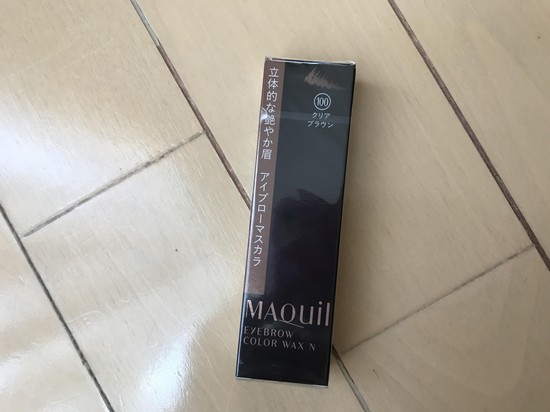 立体的な艶やか眉 アイブローマスカラ
100
クリア
ブラウン
MAQuil
EYEBROW
COLOR WAX N